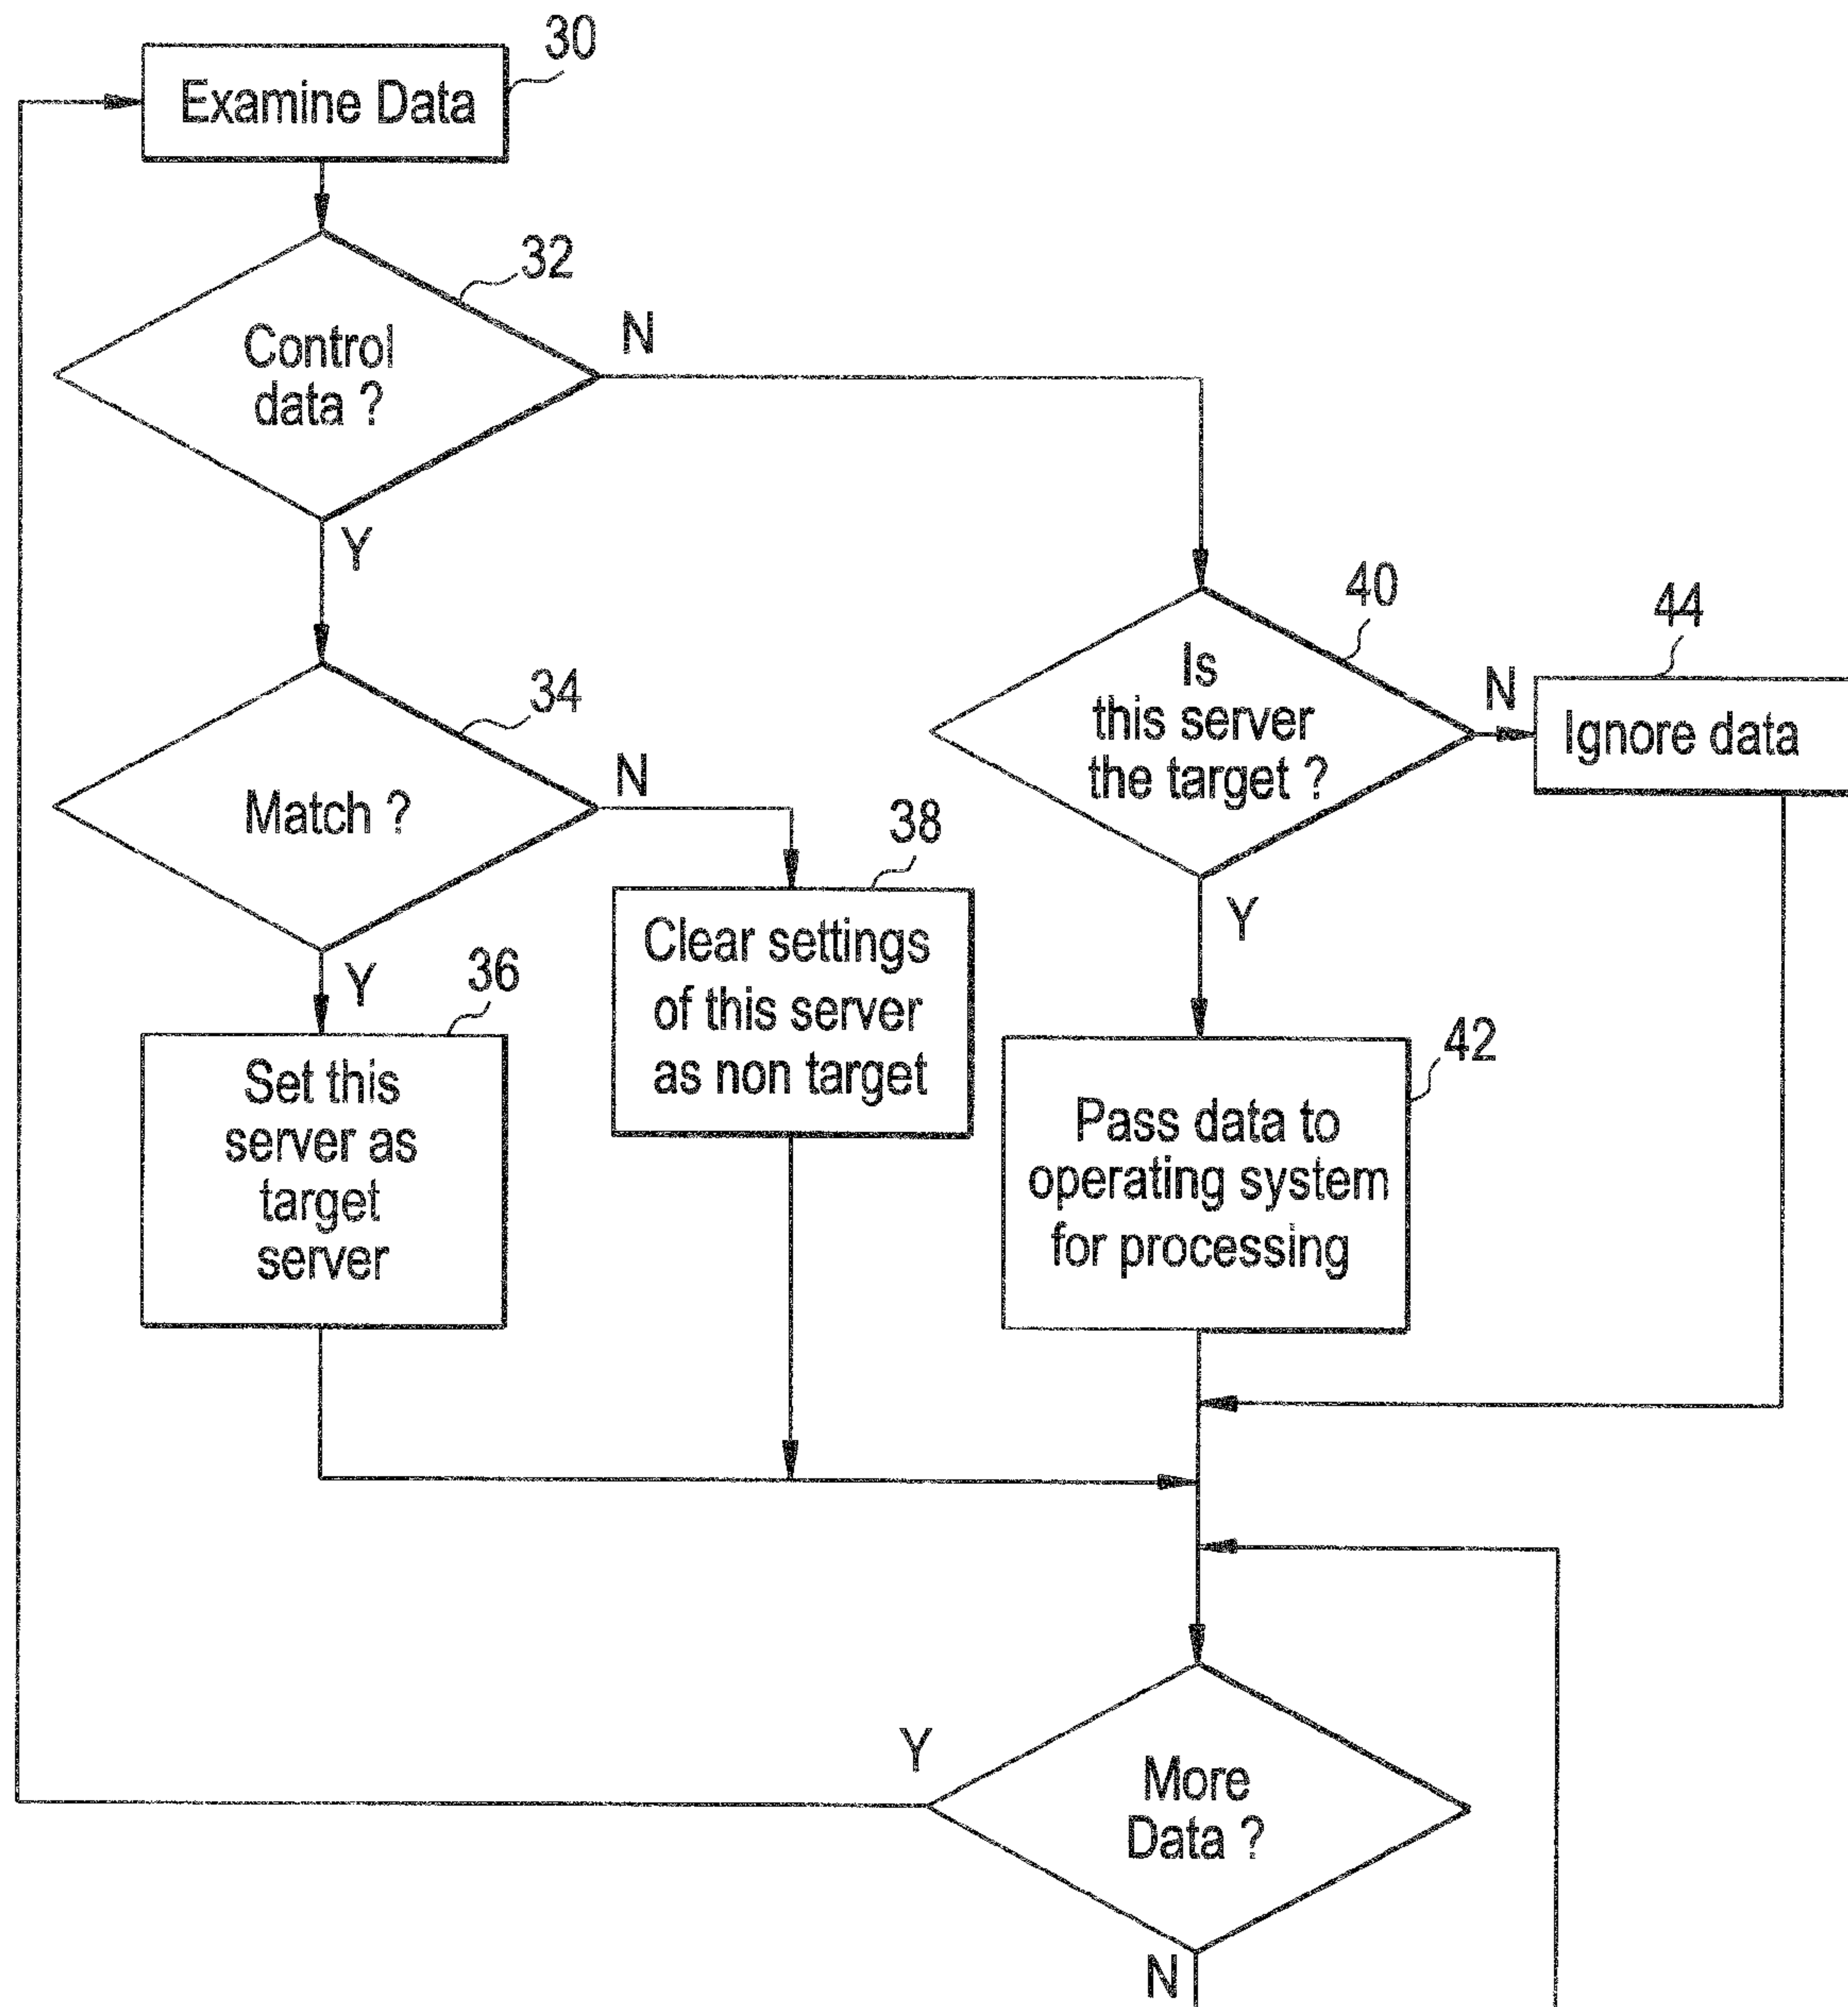 30
Examine Data
32
Control
data ?
N
Y
40
44
Is
this server
the target ?
N
Ignore data
34
Match ?
N
38
Y
Clear settings
of this server
as non target
Y
36
Set this
server as
target
server
42
Pass data to
operating system
for processing
Y
More
Data ?
N